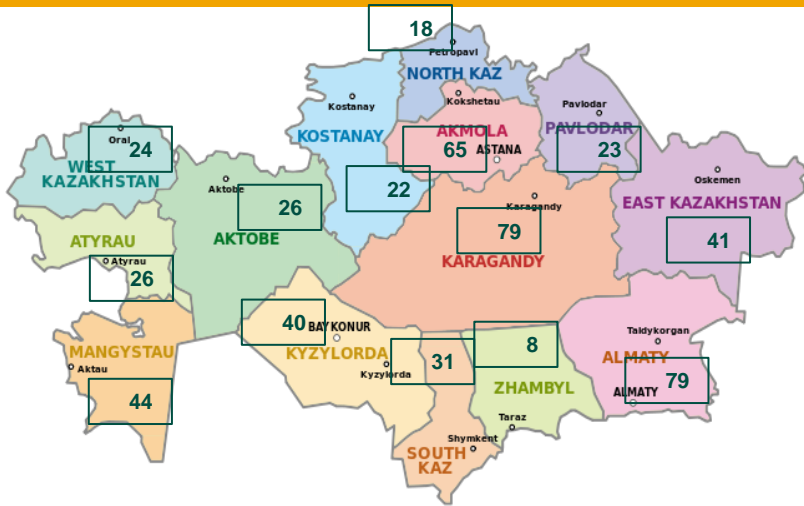 18
Petropavl
NORTH KAZ
Kostanay
Kokshetau
Pavlodar
KOSTANAY
AKMOLA
PAVLODAR
Oral
24
65
ASTANA
23
WEST
KAZAKHSTAN
Aktobe
22
Karagandy
Oskemen
EAST KAZAKHSTAN
26
79
41
ATYRAU
AKTOBE
Atyrau
KARAGANDY
26
40
BAYKONUR
8
Taldykorgan
MANGYSTAU
KYZYLORDA
31
ALMATY
Aktau
Kyzylorda
ZHAMBYL
79
ALMATY
44
Taraz
Shymkent
SOUTH
KAZ